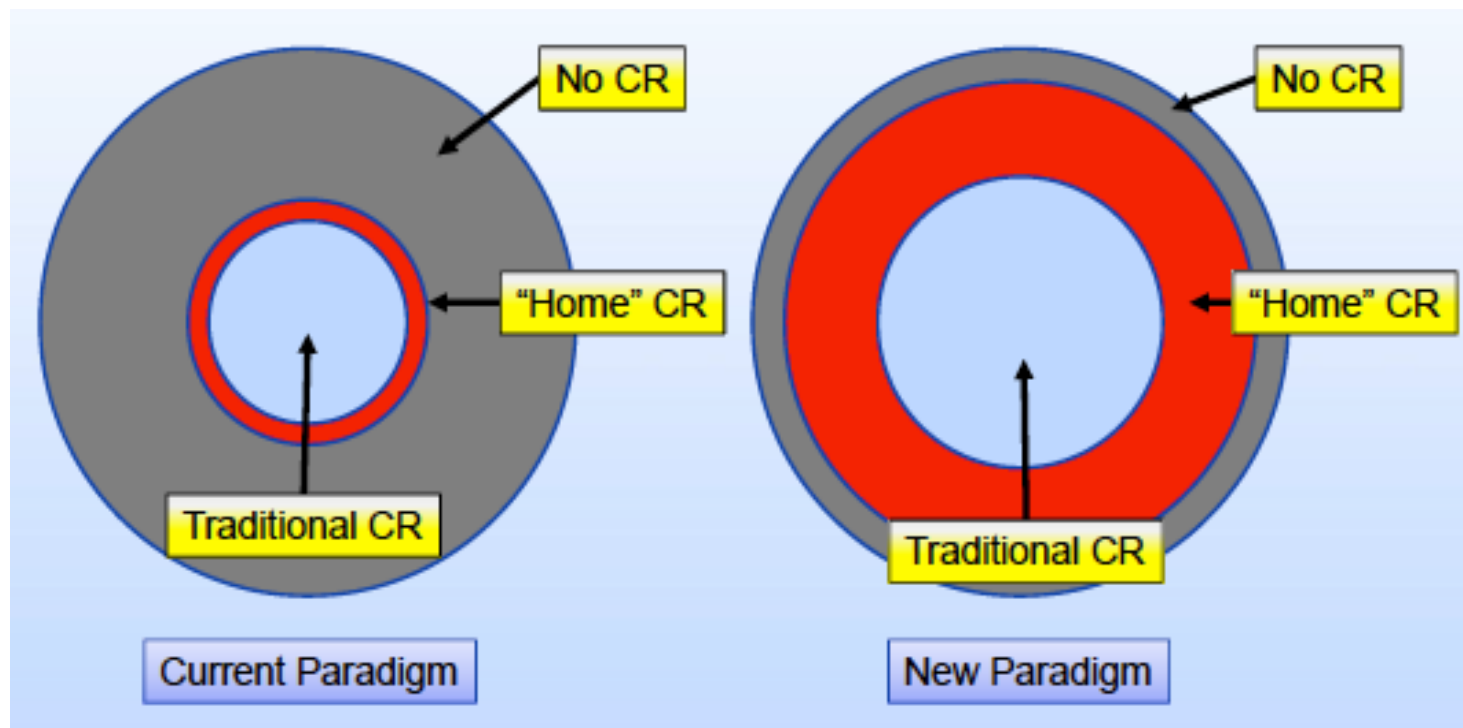 No CR
“Home” CR
Traditional CR
Current Paradigm
No CR
“Home” CR
Traditional CR
New Paradigm